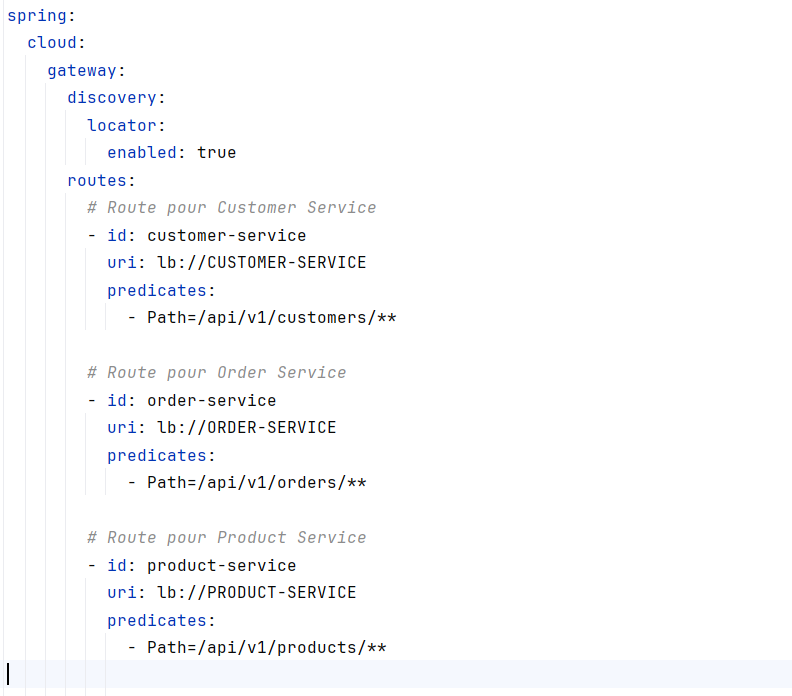 spring:
  cloud:
    gateway:
      discovery:
        locator:
          enabled: true
      routes:
        # Route pour Customer Service
        - id: customer-service
          uri: lb://CUSTOMER-SERVICE
          predicates:
            - Path=/api/v1/customers/**

        # Route pour Order Service
        - id: order-service
          uri: lb://ORDER-SERVICE
          predicates:
            - Path=/api/v1/orders/**

        # Route pour Product Service
        - id: product-service
          uri: lb://PRODUCT-SERVICE
          predicates:
            - Path=/api/v1/products/**